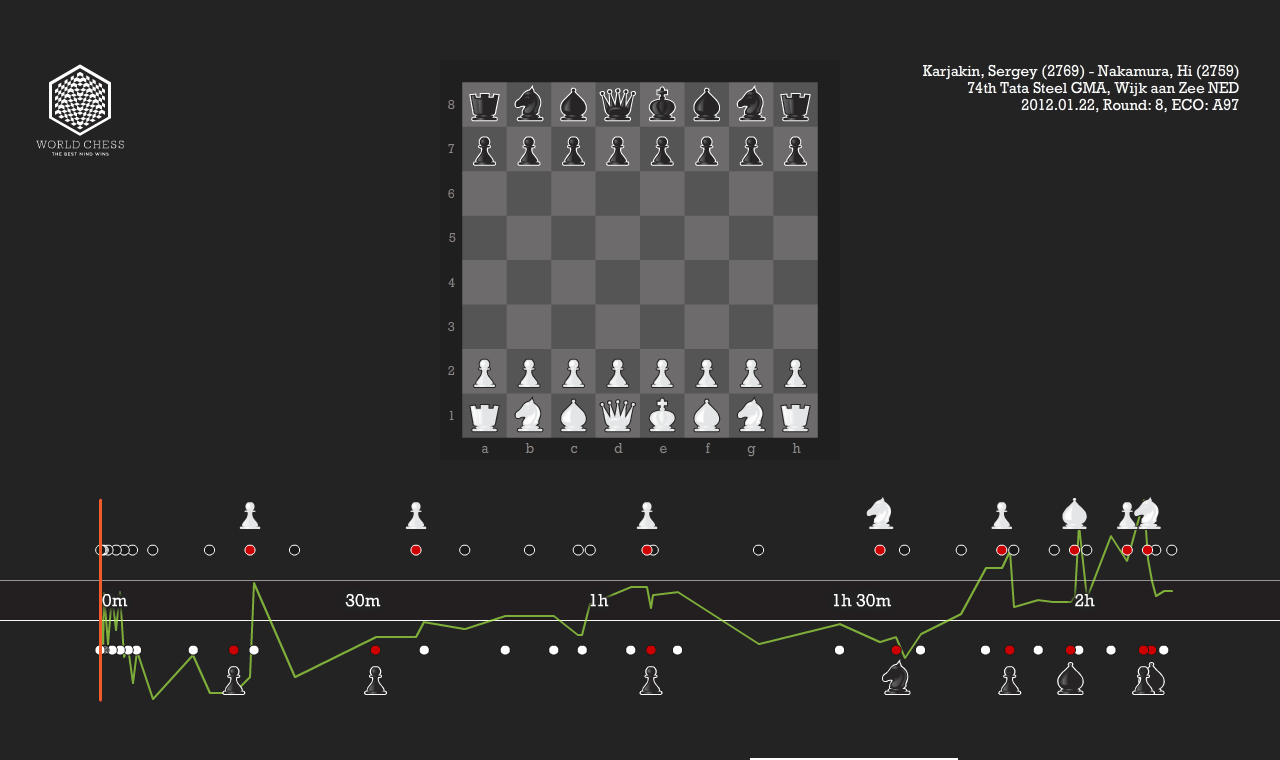 WORLD CHESS
THE BEST MIND WINS
Karjakin, Sergey (2769) - Nakamura, Hi (2759)
74th Tata Steel GMA, Wijk aan Zee NED
2012.01.22, Round: 8, ECO: A97
8
7
6
5
4
3
2
1
a b c d e f g h
0m 30m 1h 1h 30m 2h